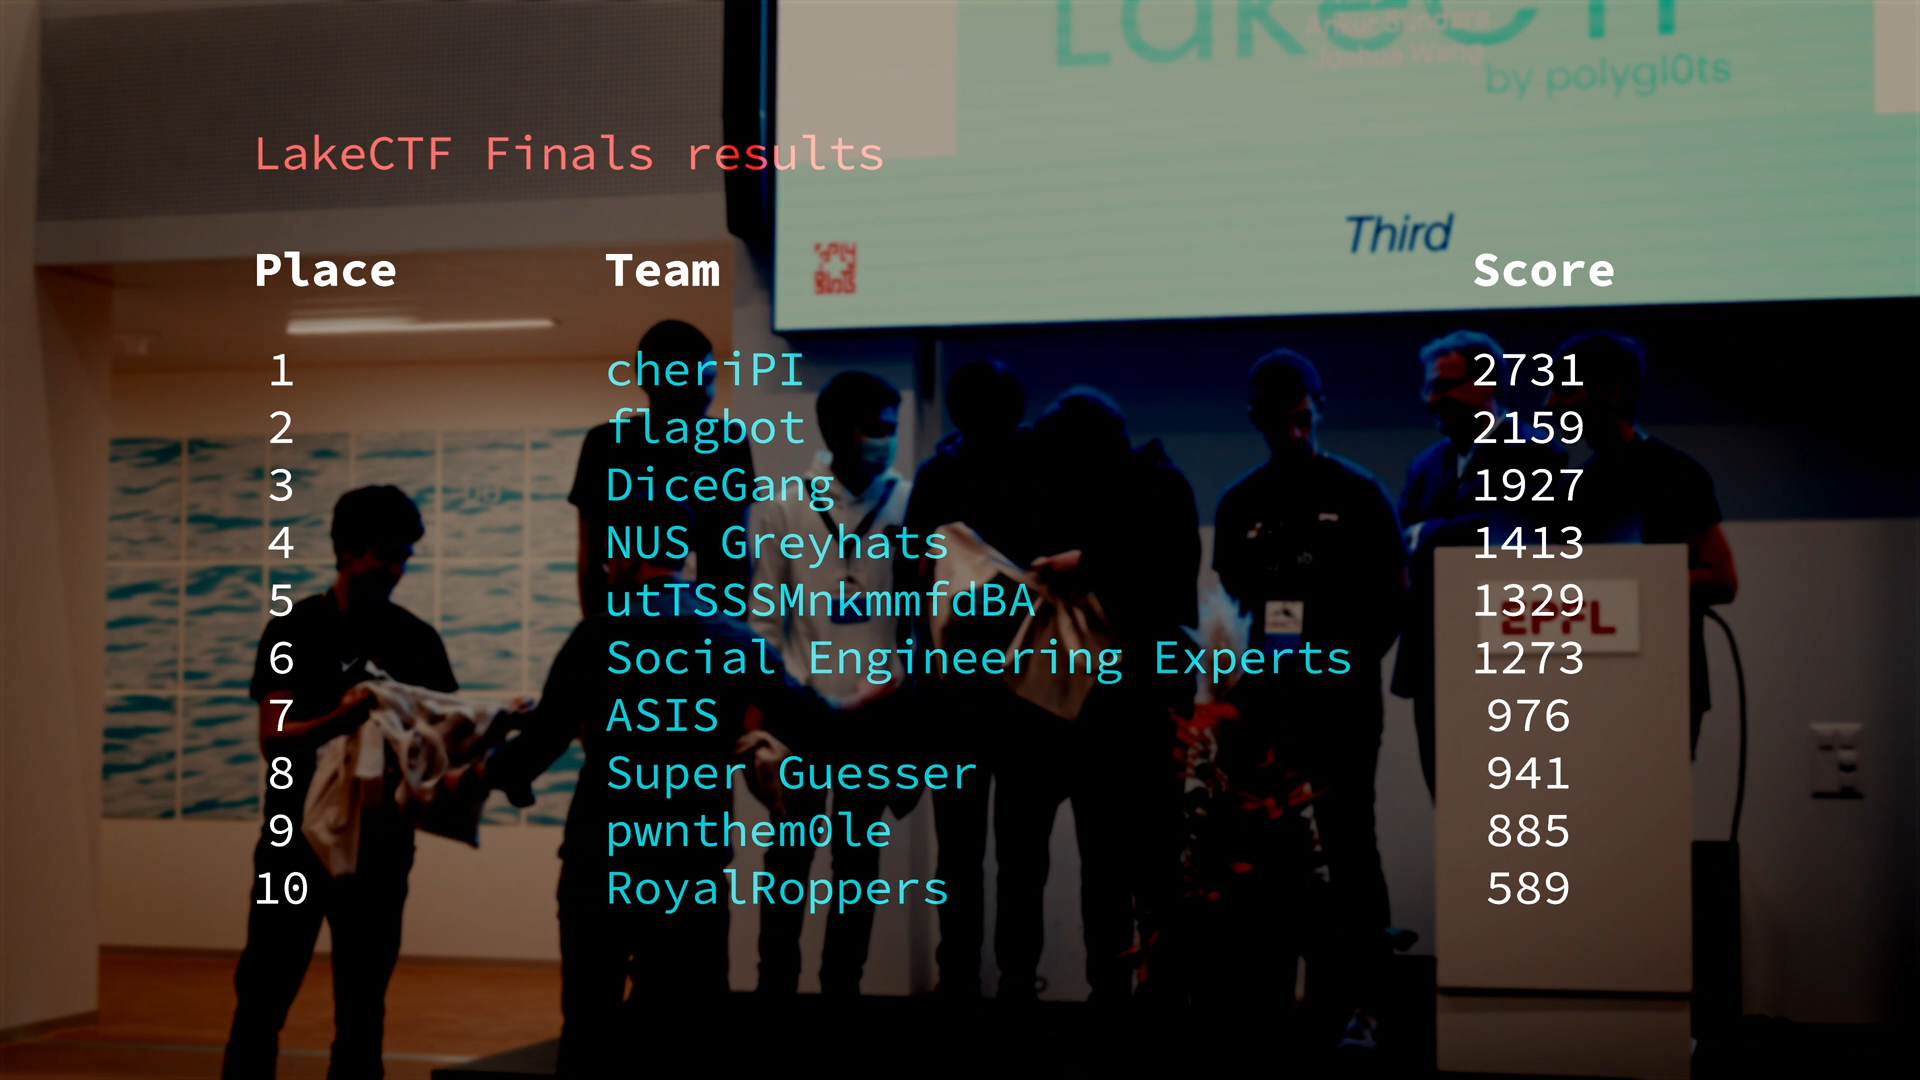 LakeCTF
by polygl0ts
LakeCTF Finals results
Third
Place Team Score
1 cheriPI 2731
2 flagbot 2159
3 DiceGang 1927
4 NUS Greyhats 1413
5 utTSSSMnkmmfdBA 1329
EPFL
6 Social Engineering Experts 1273
7 ASIS 976
8 Super Guesser 941
9 pwnthem0le 885
10 RoyalRoppers 589